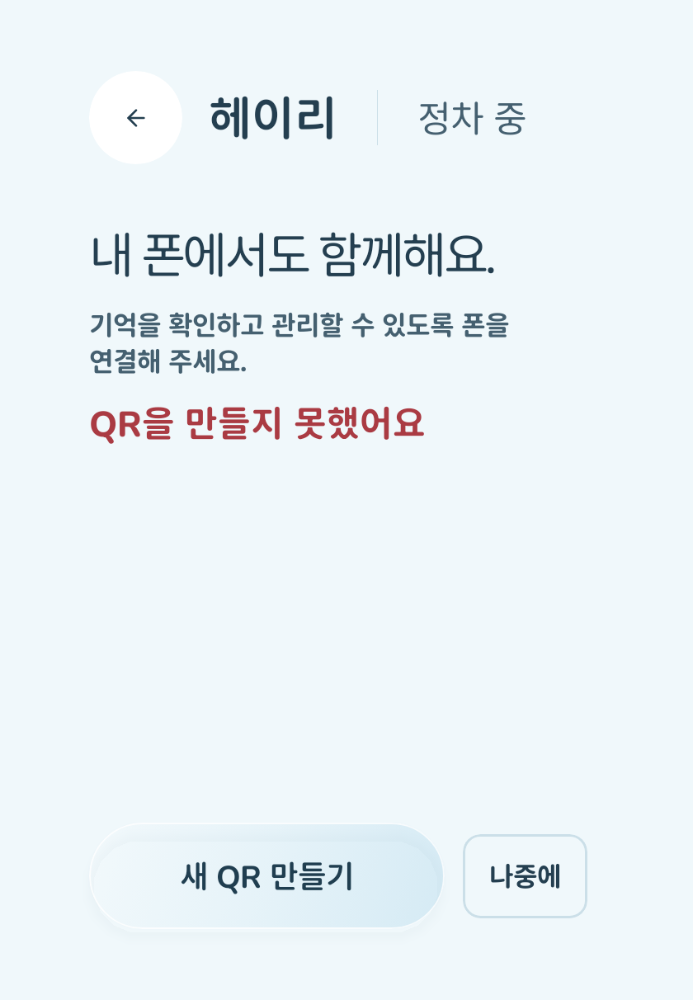 헤이리
정차 중
내 폰에서도 함께해요.
기억을 확인하고 관리할 수 있도록 폰을
연결해 주세요.
QR을 만들지 못했어요
새 QR 만들기
나중에